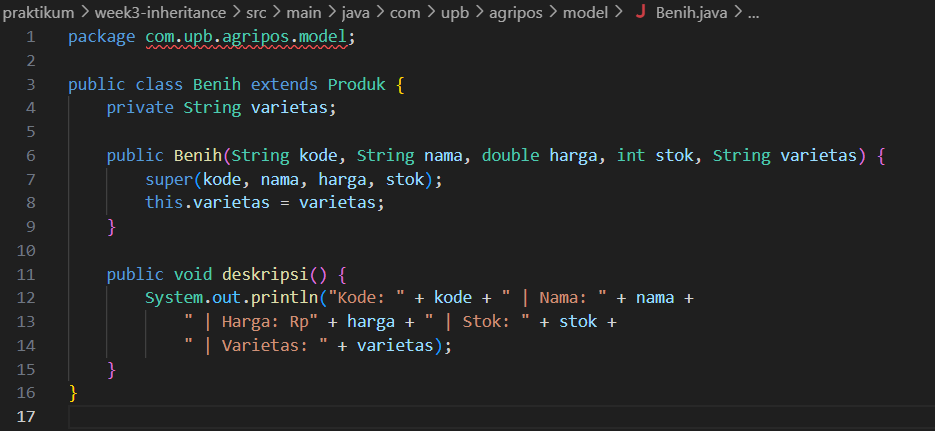 praktikum > week3-inheritance > src > main > java > com > upb > agripos > model > J Benih.java > ...
1 package com.upb.agripos.model;
2
3 public class Benih extends Produk {
4     private String varietas;
5
6     public Benih(String kode, String nama, double harga, int stok, String varietas) {
7         super(kode, nama, harga, stok);
8         this.varietas = varietas;
9     }
10
11     public void deskripsi() {
12         System.out.println("Kode: " + kode + " | Nama: " + nama +
13             " | Harga: Rp" + harga + " | Stok: " + stok +
14             " | Varietas: " + varietas);
15     }
16 }
17